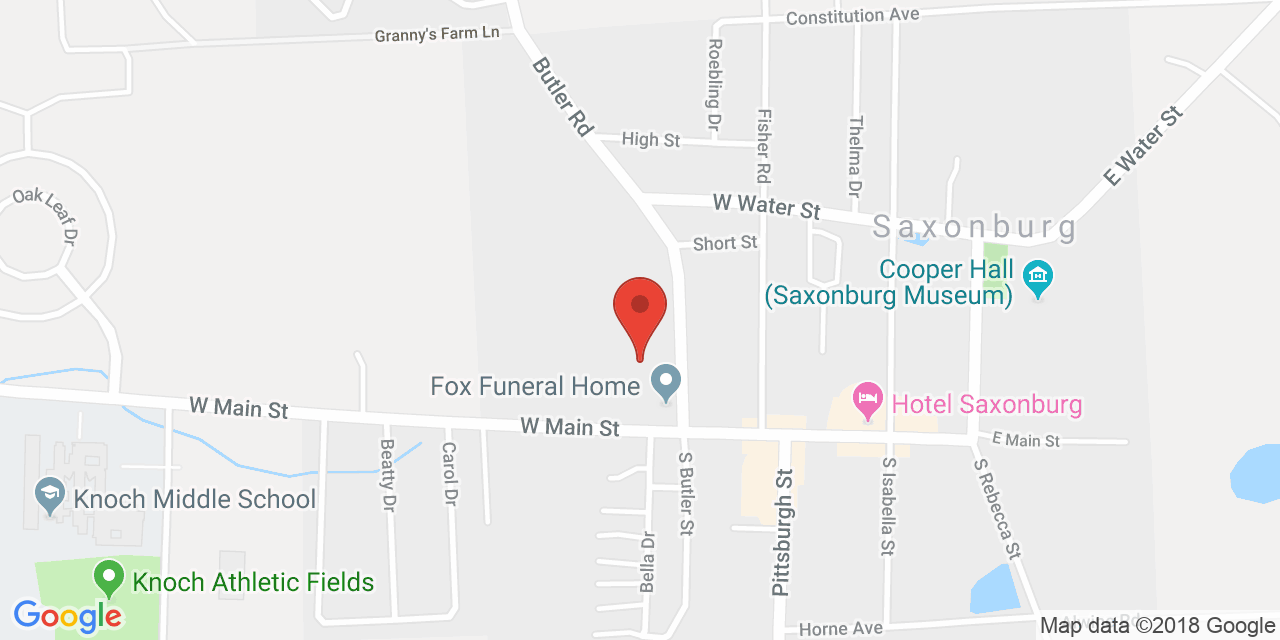 Constitution Ave
Granny's Farm Ln
Roebling Dr
Butler Rd
Fisher Rd
Thelma Dr
High St
E Water St
Oak Leaf Dr
W Water St
Saxonburg
Short St
Cooper Hall
(Saxonburg Museum)
Fox Funeral Home
Hotel Saxonburg
W Main St
W Main St
E Main St
Beatty Dr
Carol Dr
S Butler St
Pittsburgh St
S Isabella St
S Rebecca St
Knoch Middle School
Bella Dr
Knoch Athletic Fields
Google
Horne Ave
Map data ©2018 Google